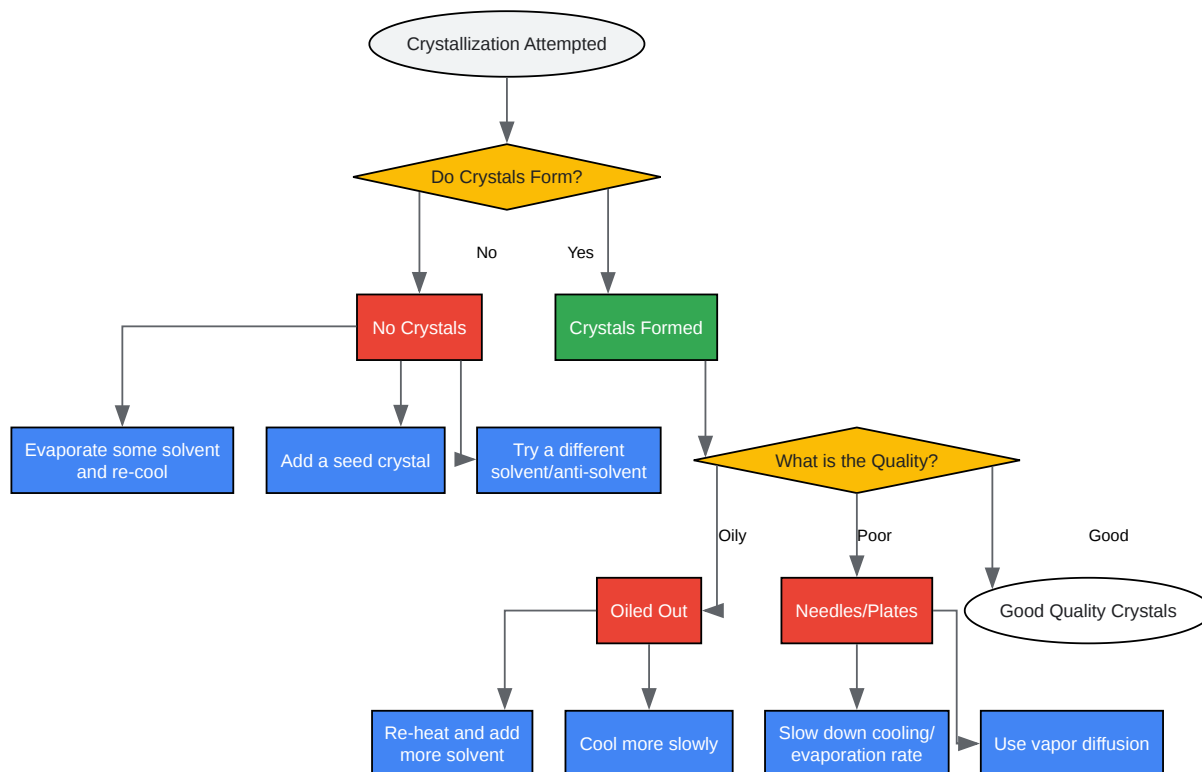 Crystallization Attempted
Do Crystals Form?
No
Yes
No Crystals
Crystals Formed
Evaporate some solvent
and re-cool
Add a seed crystal
Try a different
solvent/anti-solvent
What is the Quality?
Oily
Poor
Good
Oiled Out
Needles/Plates
Good Quality Crystals
Re-heat and add
more solvent
Cool more slowly
Slow down cooling/
evaporation rate
Use vapor diffusion